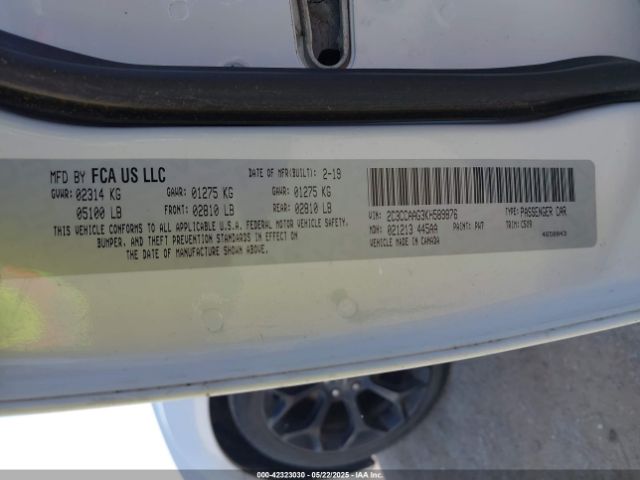 MFD BY FCA US LLC DATE OF MFR(BUILT): 2-19
GVWR: 02314 KG GAWR: 01275 KG GAWR: 01275 KG
05100 LB FRONT: 02810 LB REAR: 02810 LB
THIS VEHICLE CONFORMS TO ALL APPLICABLE U.S.A. FEDERAL MOTOR VEHICLE SAFETY,
BUMPER, AND THEFT PREVENTION STANDARDS IN EFFECT ON
THE DATE OF MANUFACTURE SHOWN ABOVE.
VIN: 2C3CCAAG3KH589976 TYPE: PASSENGER CAR
MDH: 021213 445AA PAINT: PW7 TRIM: C5X9
VEHICLE MADE IN CANADA
00-42323030 - 05/22/2025 - IAAI.COM